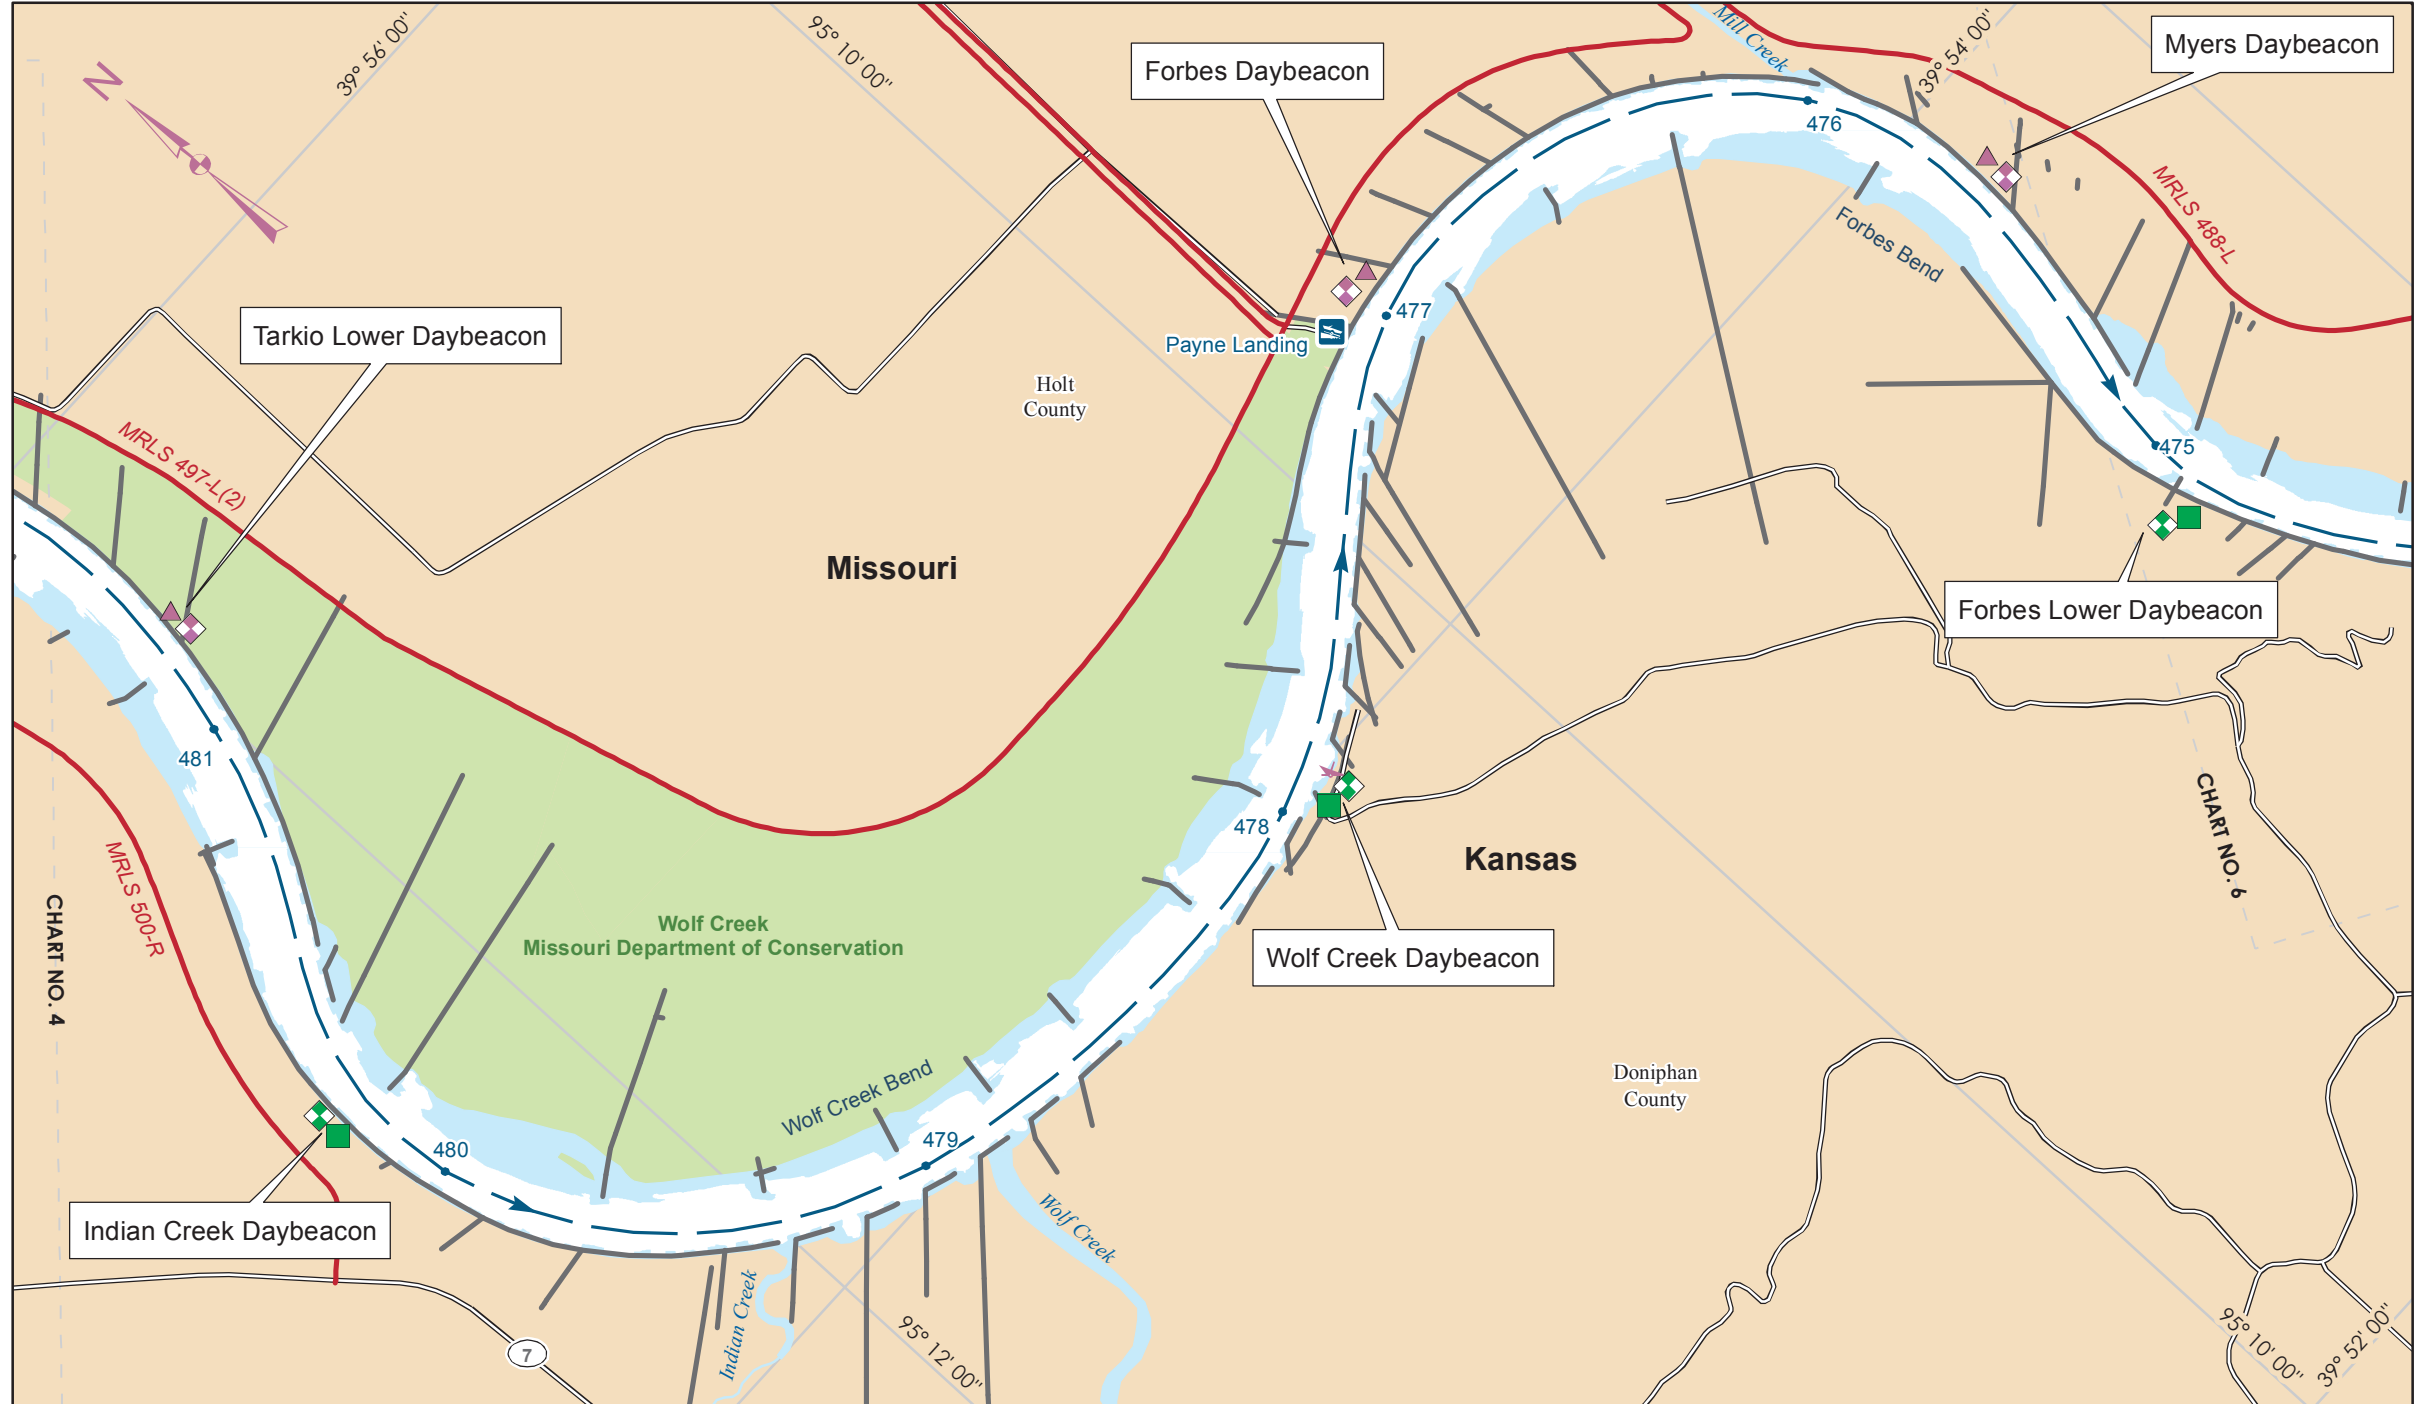 Mill Creek
39° 56' 00"
95° 10' 00"
39° 54' 00"
Myers Daybeacon
Forbes Daybeacon
N
476
MRLS 488-L
Forbes Bend
477
Tarkio Lower Daybeacon
Payne Landing
Holt
County
MRLS 497-L(2)
475
Missouri
Forbes Lower Daybeacon
481
478
CHART NO. 6
Kansas
MRLS 500-R
CHART NO. 4
Wolf Creek
Missouri Department of Conservation
Wolf Creek Daybeacon
Doniphan
County
Wolf Creek Bend
480
479
Wolf Creek
Indian Creek Daybeacon
Indian Creek
7
95° 12' 00"
95° 10' 00"
39° 52' 00"